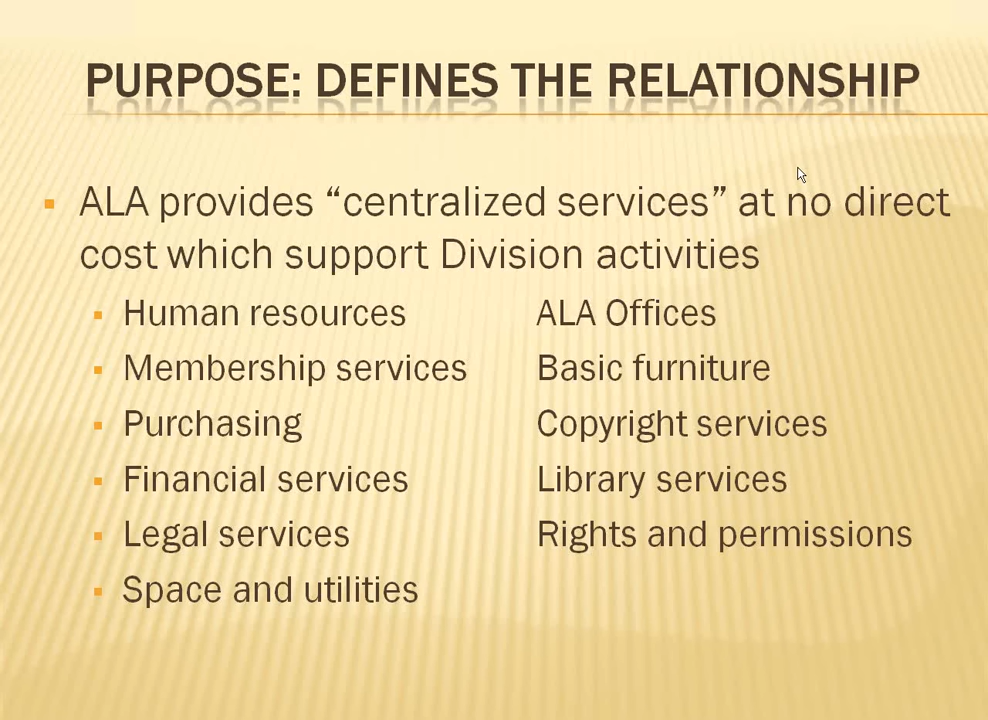 PURPOSE: DEFINES THE RELATIONSHIP
ALA provides “centralized services” at no direct
cost which support Division activities
Human resources ALA Offices
Membership services Basic furniture
Purchasing Copyright services
Financial services Library services
Legal services Rights and permissions
Space and utilities